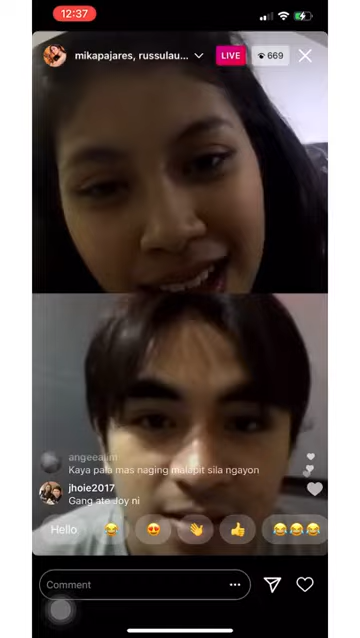 12:37
mikapajares, russulau...
LIVE
669
angeeajlm
Kaya pala mas naging malapit sila ngayon
jhoie2017
Gang ate Joy ni
Hello
Comment